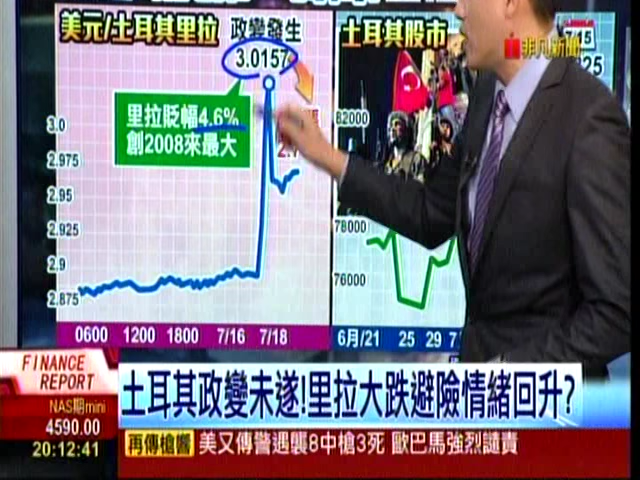 美元/土耳其里拉
政變發生
3.0157
土耳其股市
非凡新聞
7/15
里拉貶幅4.6%
創2008來最大
3.0
2.975
2.95
2.925
2.9
2.875
0600 1200 1800 7/16 7/18
82000
78000
76000
6月/21 25 29
FINANCE
REPORT
NAS期mini
4590.00
20:12:41
土耳其政變未遂!里拉大跌避險情緒回升?
再傳槍響 美又傳警遇襲8中槍3死 歐巴馬強烈譴責